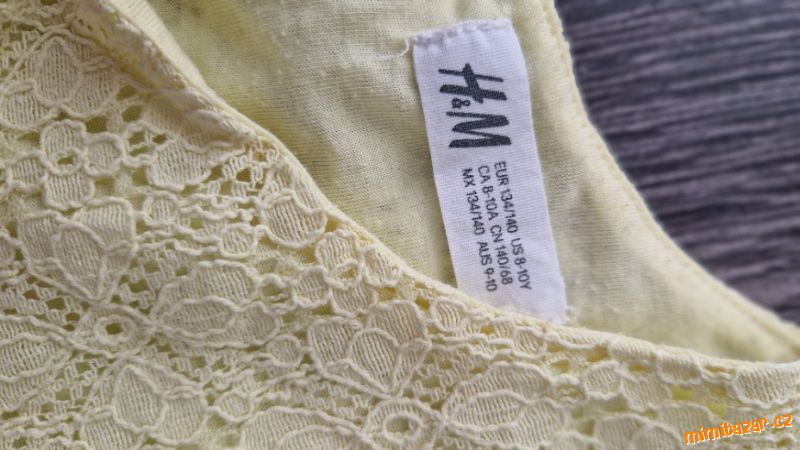 H&M
EUR 134/140 US 8-10Y
CA 8-10A CN 140/68
MX 134/140 AUS 9-10
mimibazar.cz